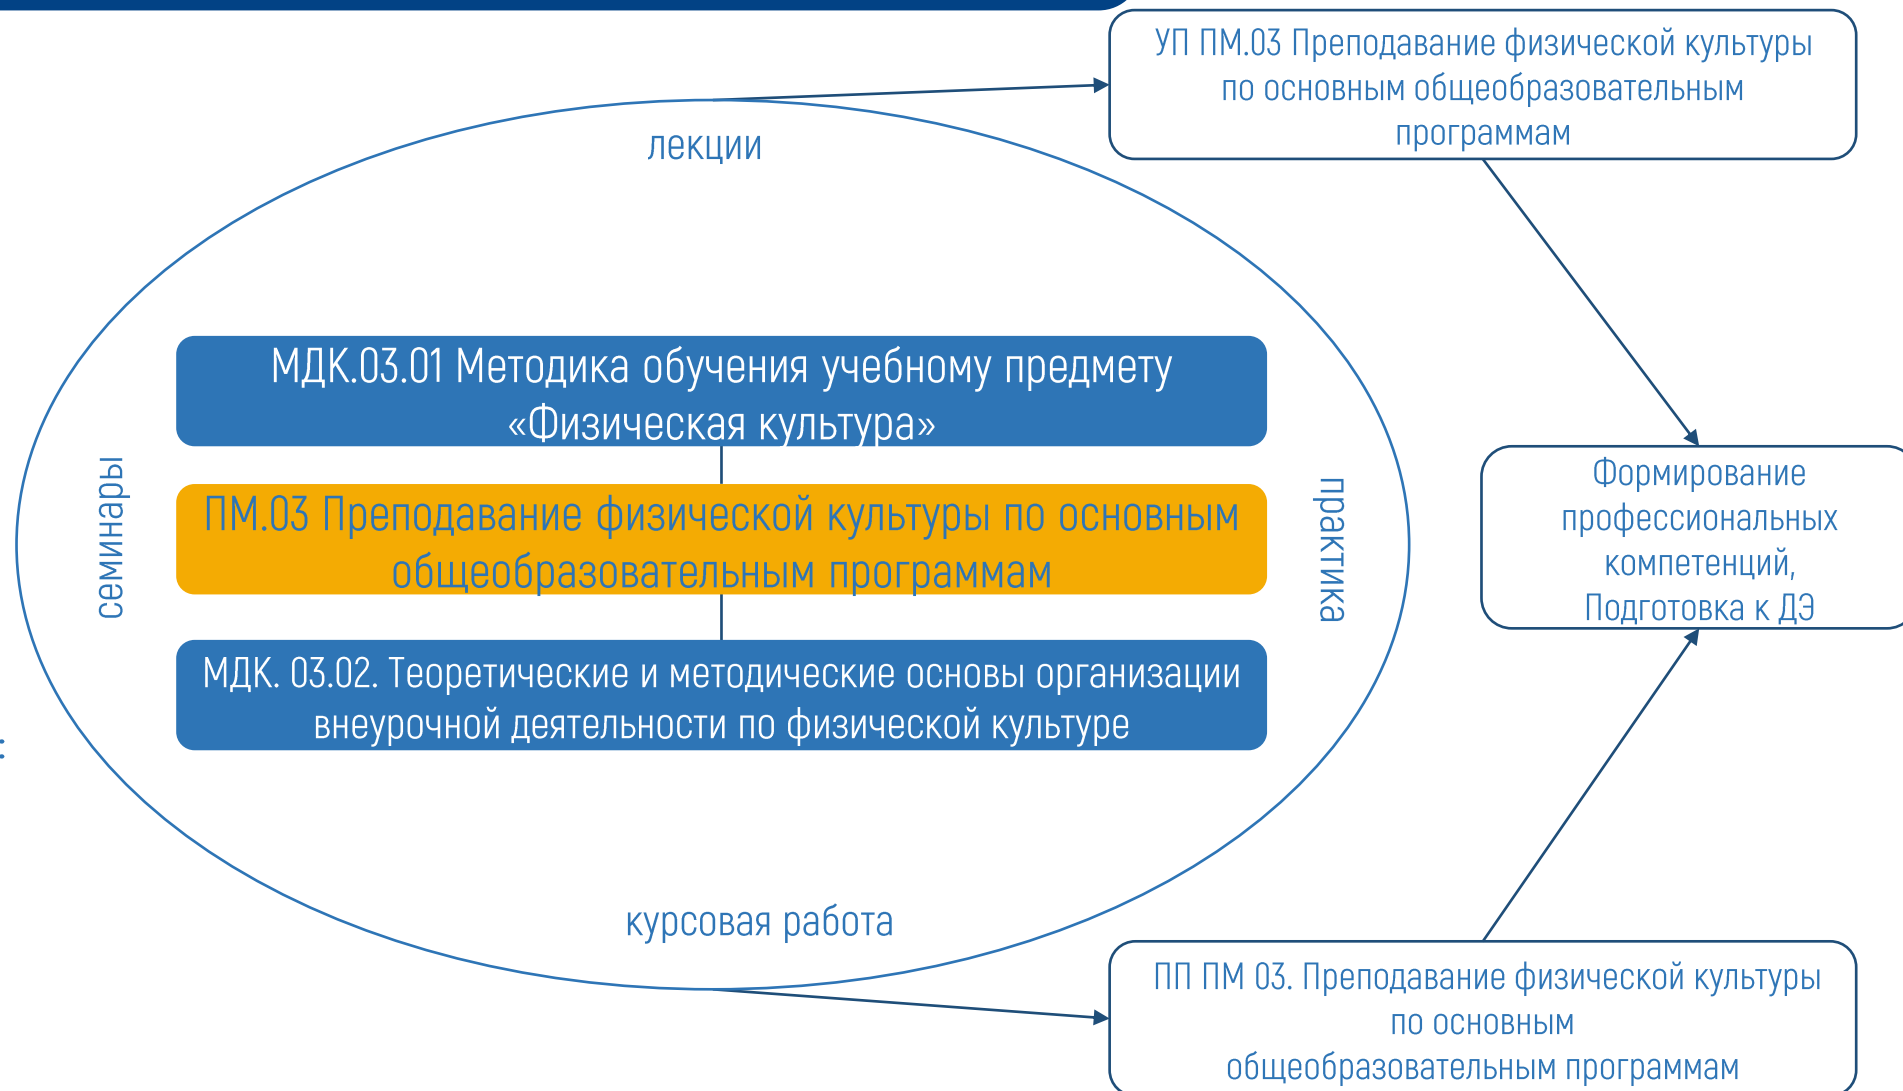 УП ПМ.03 Преподавание физической культуры
по основным общеобразовательным
программам
лекции
МДК.03.01 Методика обучения учебному предмету
«Физическая культура»
семинары
ПМ.03 Преподавание физической культуры по основным
общеобразовательным программам
практика
Формирование
профессиональных
компетенций,
Подготовка к ДЭ
МДК. 03.02. Теоретические и методические основы организации
внеурочной деятельности по физической культуре
:
курсовая работа
ПП ПМ 03. Преподавание физической культуры
по основным
общеобразовательным программам